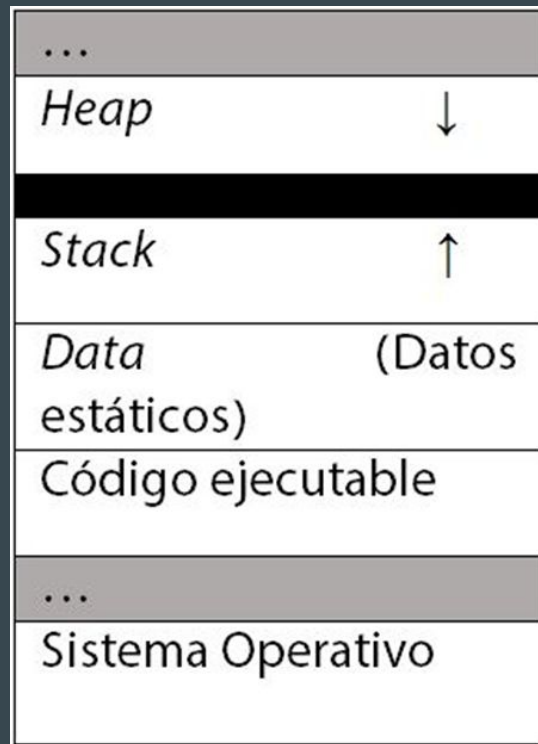 ...
Heap ↓
Stack ↑
Data (Datos
estáticos)
Código ejecutable
...
Sistema Operativo